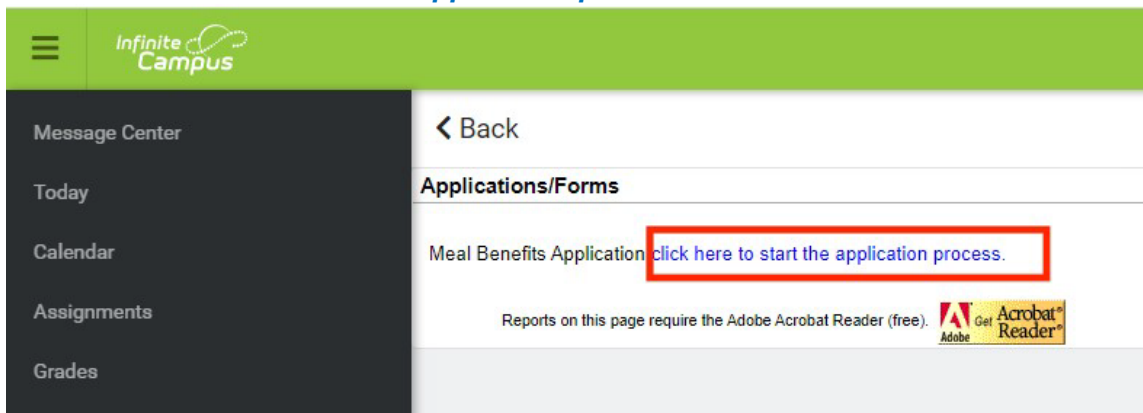 Infinite
Campus
Message Center
Today
Calendar
Assignments
Grades
Back
Applications/Forms
Meal Benefits Application click here to start the application process.
Reports on this page require the Adobe Acrobat Reader (free).
Adobe
Get Acrobat®
Reader®